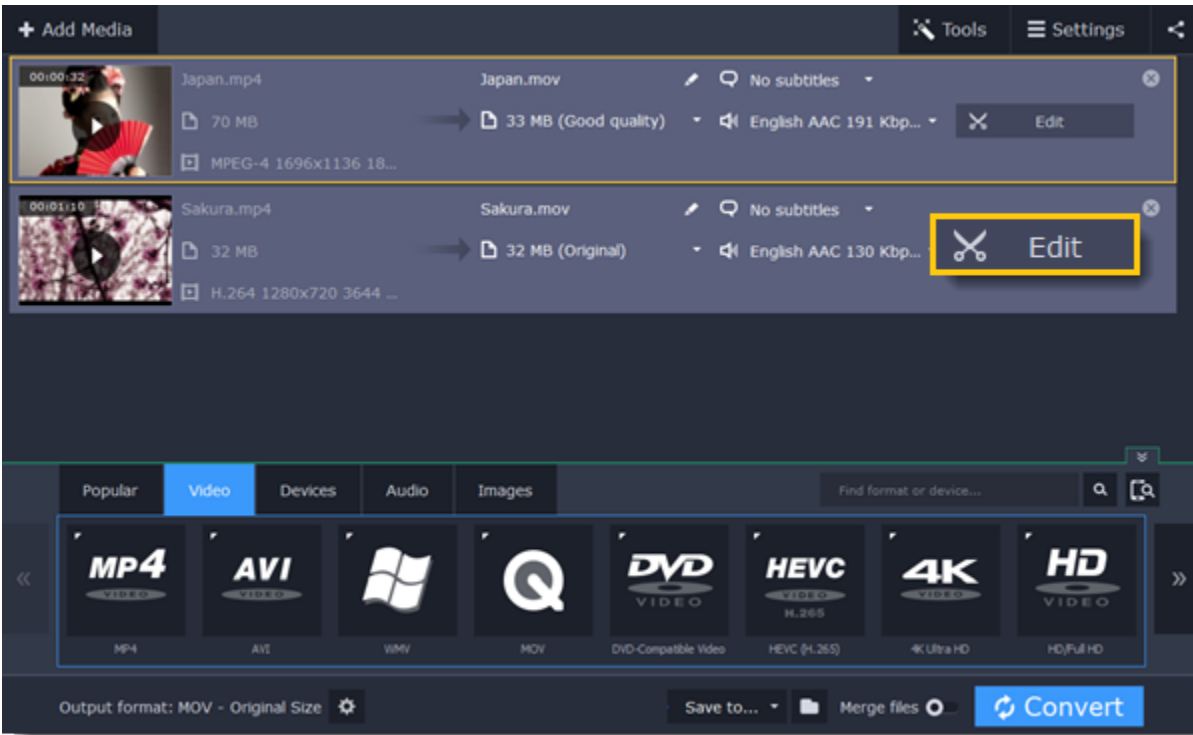 Add Media
Tools
Settings
00:00:32
Japan.mp4
Japan.mov
No subtitles
70 MB
33 MB (Good quality)
English AAC 191 Kbp...
Edit
MPEG-4 1696x1136 18...
00:01:10
Sakura.mp4
Sakura.mov
No subtitles
32 MB
32 MB (Original)
English AAC 130 Kbp...
Edit
H.264 1280x720 3644 ...
Popular
Video
Devices
Audio
Images
Find format or device...
MP4 VIDEO
AVI VIDEO
DVD VIDEO
HEVC VIDEO H.265
4K VIDEO
HD VIDEO
MP4
AVI
WMV
MOV
DVD-Compatible Video
HEVC (H.265)
4K Ultra HD
HD/Full HD
Output format: MOV - Original Size
Save to...
Merge files
Convert